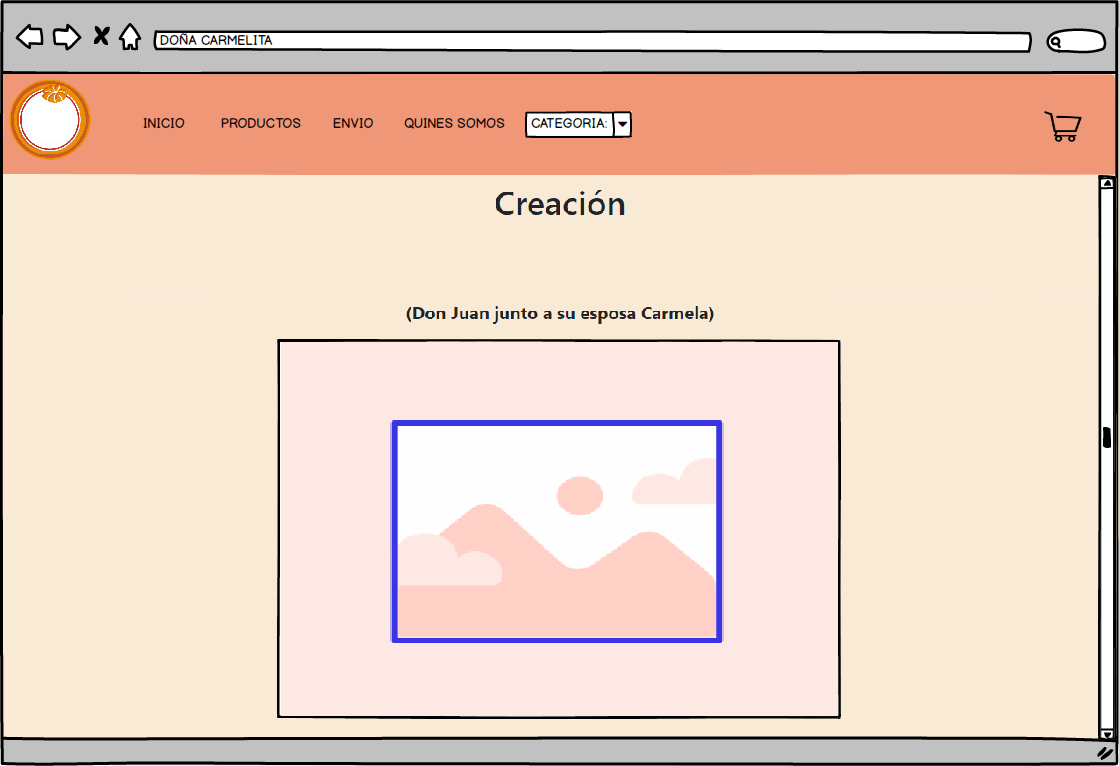 DOÑA CARMELITA
INICIO PRODUCTOS ENVIO QUINES SOMOS CATEGORIA:
Creación
(Don Juan junto a su esposa Carmela)